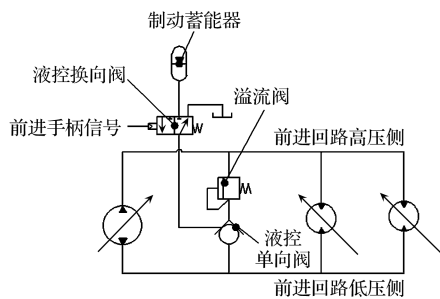 制动蓄能器
液控换向阀
溢流阀
前进手柄信号
前进回路高压侧
液控
单向阀
前进回路低压侧